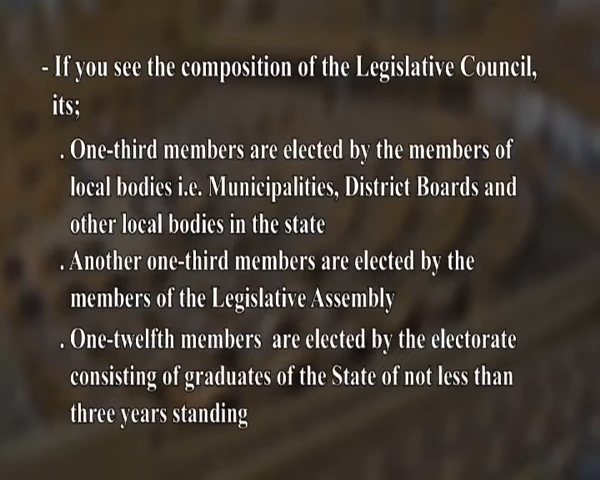 - If you see the composition of the Legislative Council,
its;
. One-third members are elected by the members of
local bodies i.e. Municipalities, District Boards and
other local bodies in the state
. Another one-third members are elected by the
members of the Legislative Assembly
. One-twelfth members are elected by the electorate
consisting of graduates of the State of not less than
three years standing